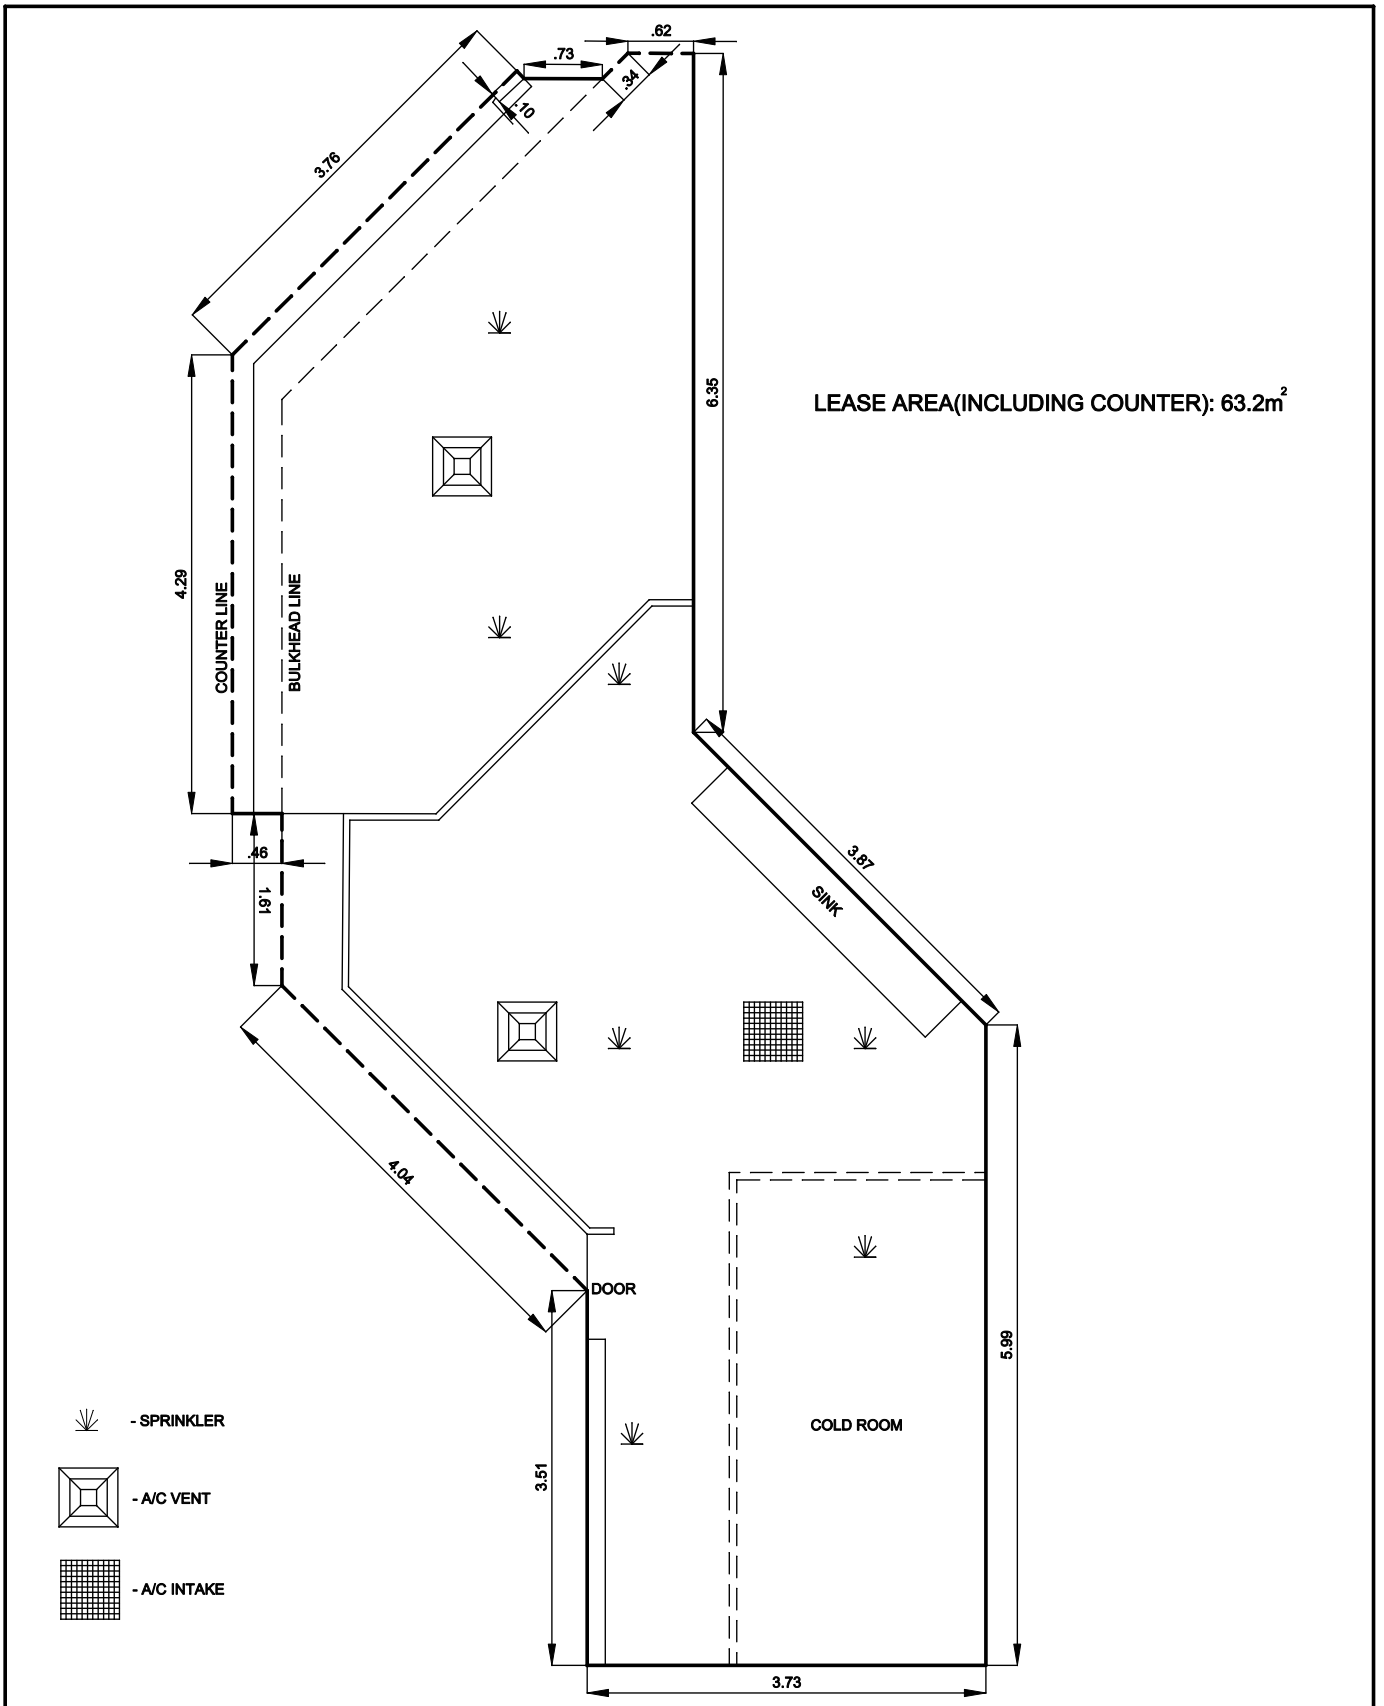 .62
.73
.34
.10
3.76
6.35
LEASE AREA(INCLUDING COUNTER): 63.2m²
4.29
COUNTER LINE
BULKHEAD LINE
.46
1.61
3.87
SINK
4.04
DOOR
5.99
COLD ROOM
3.51
- SPRINKLER
- A/C VENT
- A/C INTAKE
3.73